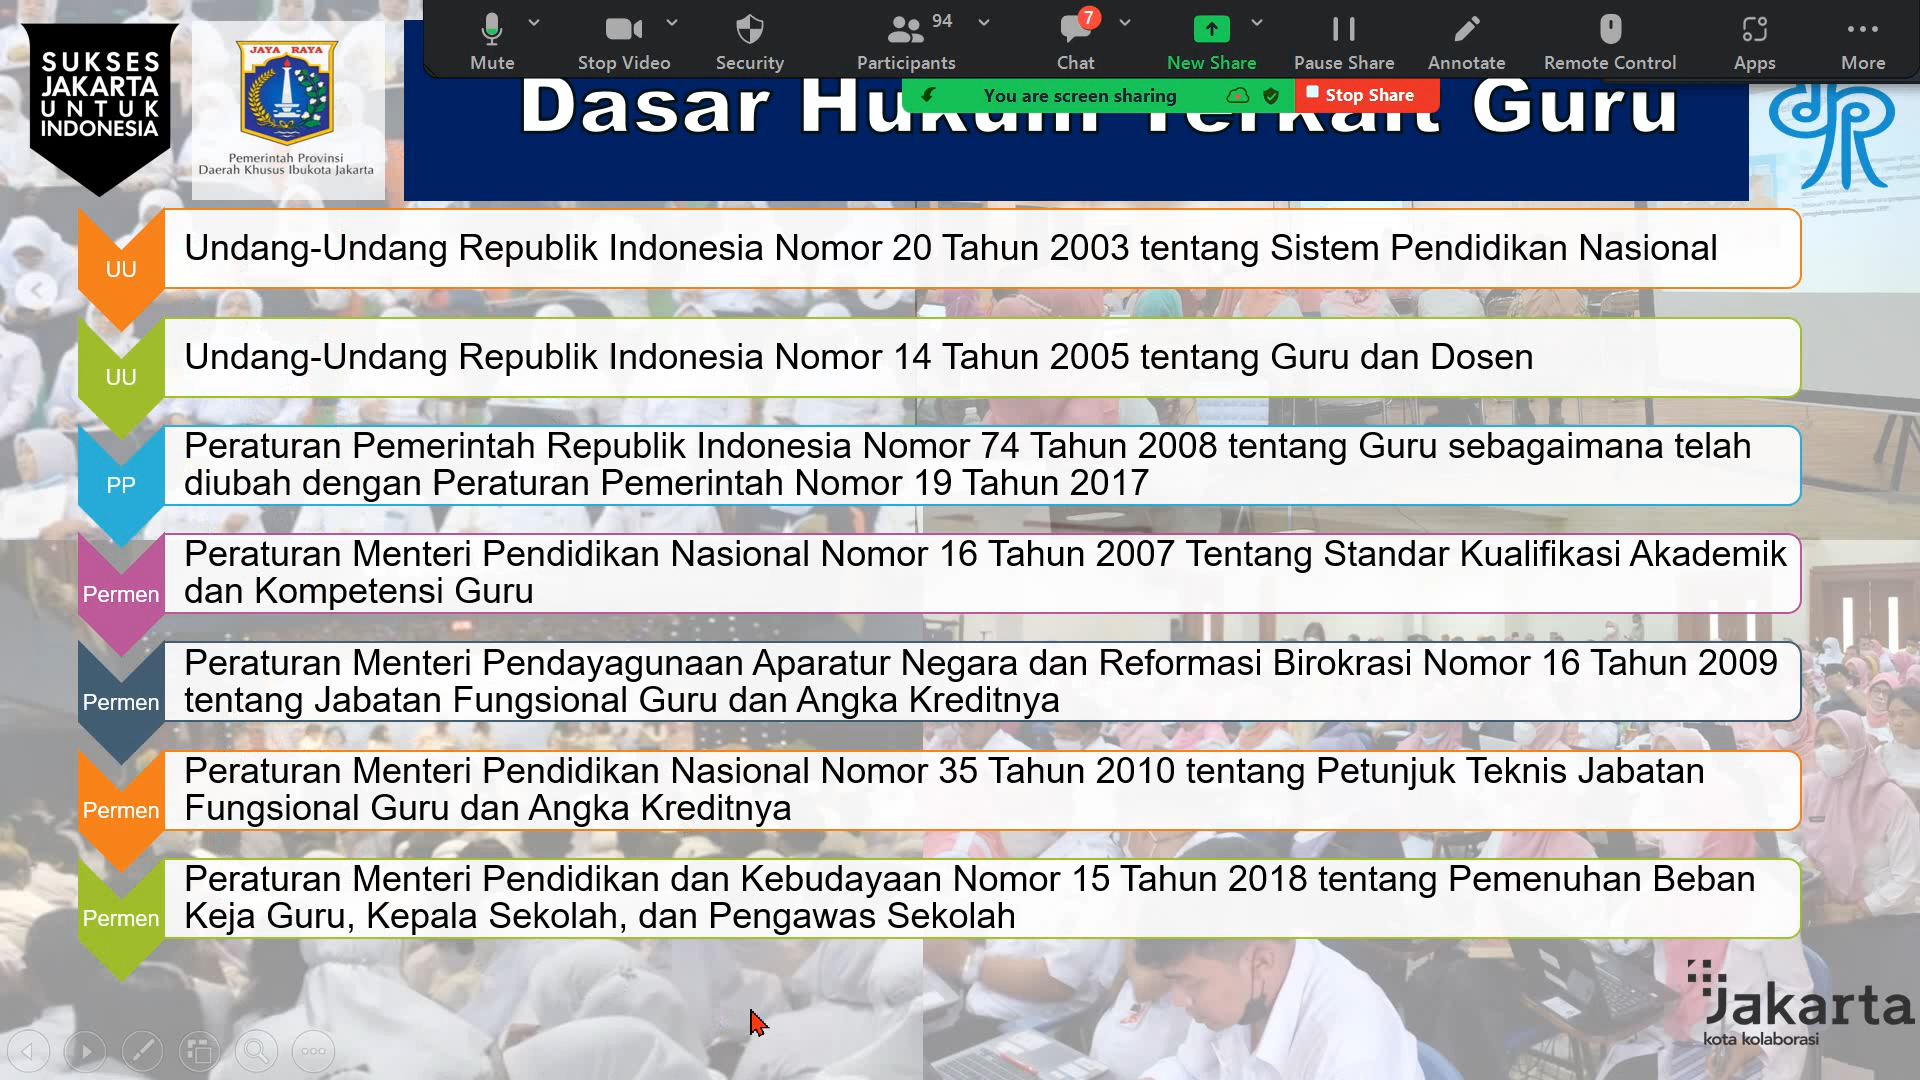 Mute
Stop Video
Security
94
Participants
7
Chat
New Share
Pause Share
Annotate
Remote Control
Apps
More
You are screen sharing
Stop Share
SUKSES
JAKARTA
UNTUK
INDONESIA
JAYA RAYA
Pemerintah Provinsi
Daerah Khusus Ibukota Jakarta
Dasar Hukum Terkait Guru
UU
Undang-Undang Republik Indonesia Nomor 20 Tahun 2003 tentang Sistem Pendidikan Nasional
UU
Undang-Undang Republik Indonesia Nomor 14 Tahun 2005 tentang Guru dan Dosen
PP
Peraturan Pemerintah Republik Indonesia Nomor 74 Tahun 2008 tentang Guru sebagaimana telah
diubah dengan Peraturan Pemerintah Nomor 19 Tahun 2017
Permen
Peraturan Menteri Pendidikan Nasional Nomor 16 Tahun 2007 Tentang Standar Kualifikasi Akademik
dan Kompetensi Guru
Permen
Peraturan Menteri Pendayagunaan Aparatur Negara dan Reformasi Birokrasi Nomor 16 Tahun 2009
tentang Jabatan Fungsional Guru dan Angka Kreditnya
Permen
Peraturan Menteri Pendidikan Nasional Nomor 35 Tahun 2010 tentang Petunjuk Teknis Jabatan
Fungsional Guru dan Angka Kreditnya
Permen
Peraturan Menteri Pendidikan dan Kebudayaan Nomor 15 Tahun 2018 tentang Pemenuhan Beban
Keja Guru, Kepala Sekolah, dan Pengawas Sekolah
Jakarta
kota kolaborasi